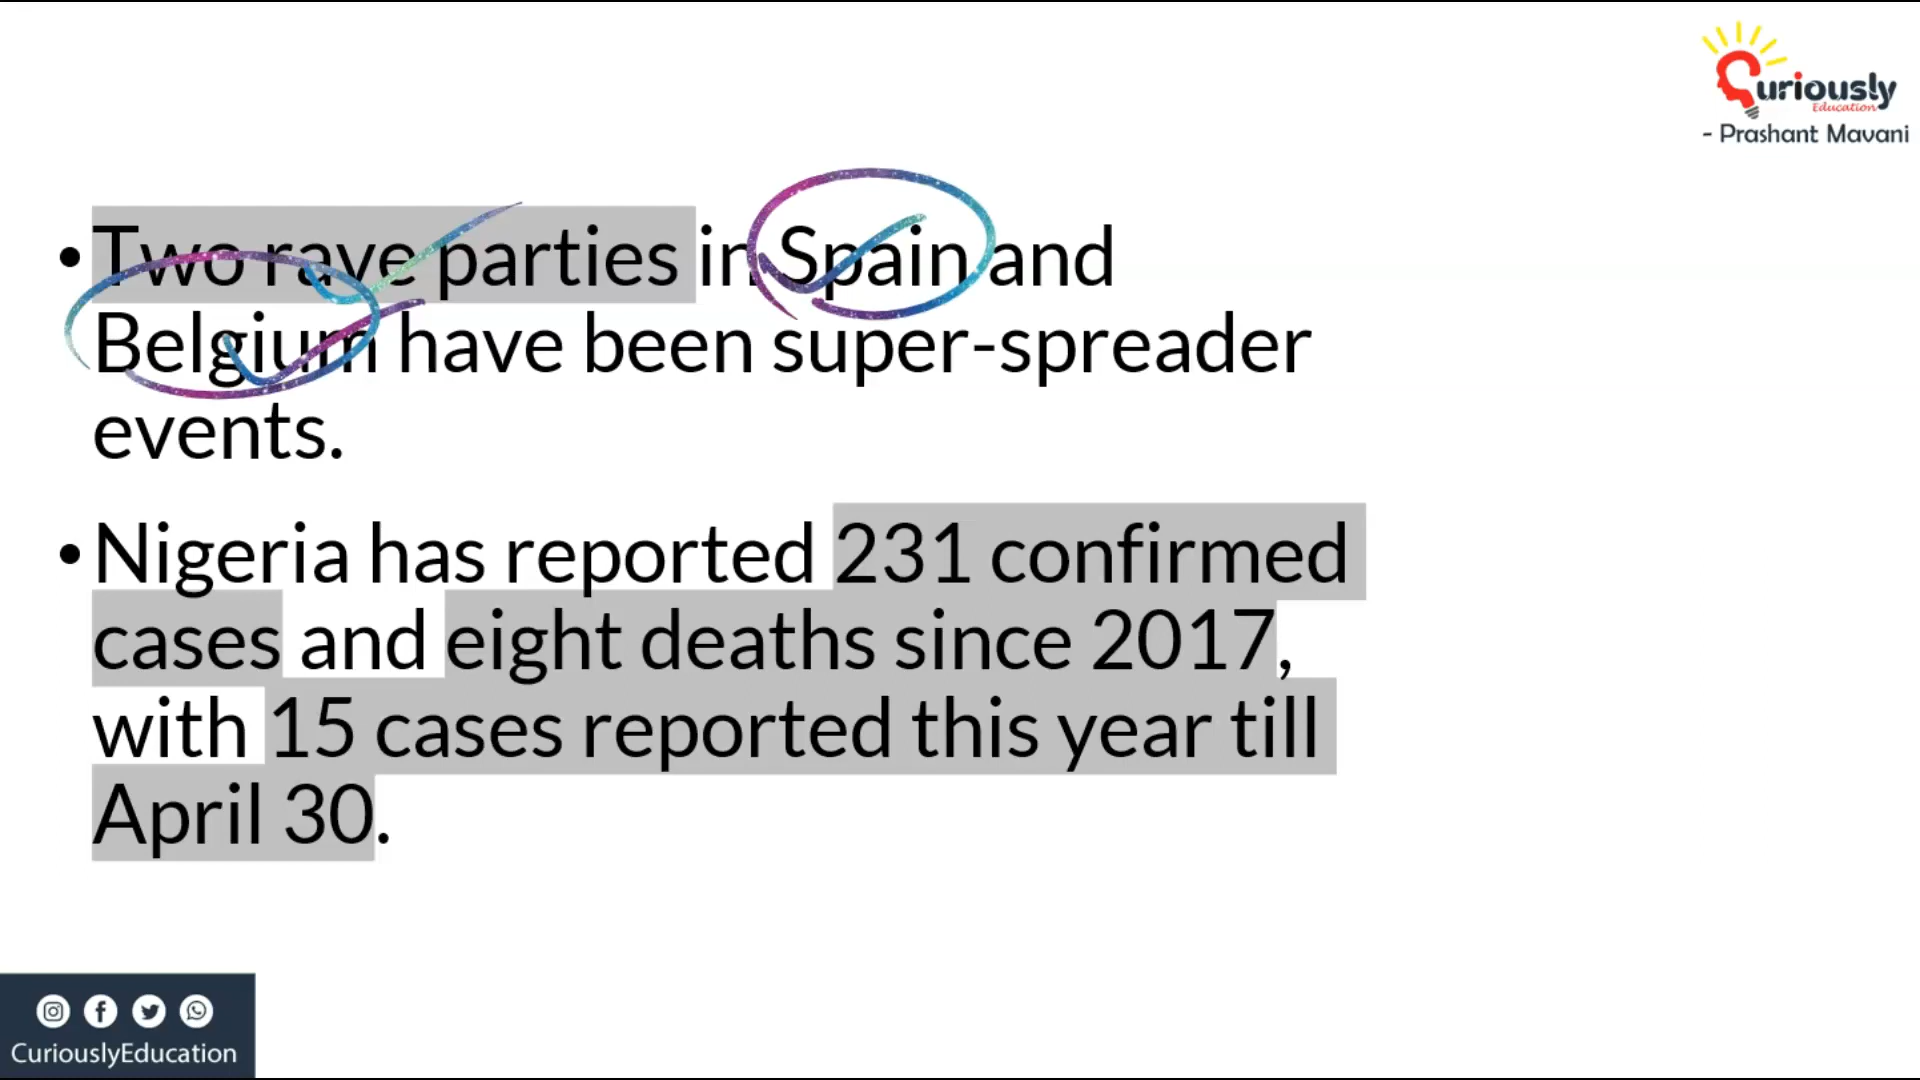 Curiously
Education
- Prashant Mavani
• Two rave parties in Spain and
Belgium have been super-spreader
events.
• Nigeria has reported 231 confirmed
cases and eight deaths since 2017,
with 15 cases reported this year till
April 30.
CuriouslyEducation